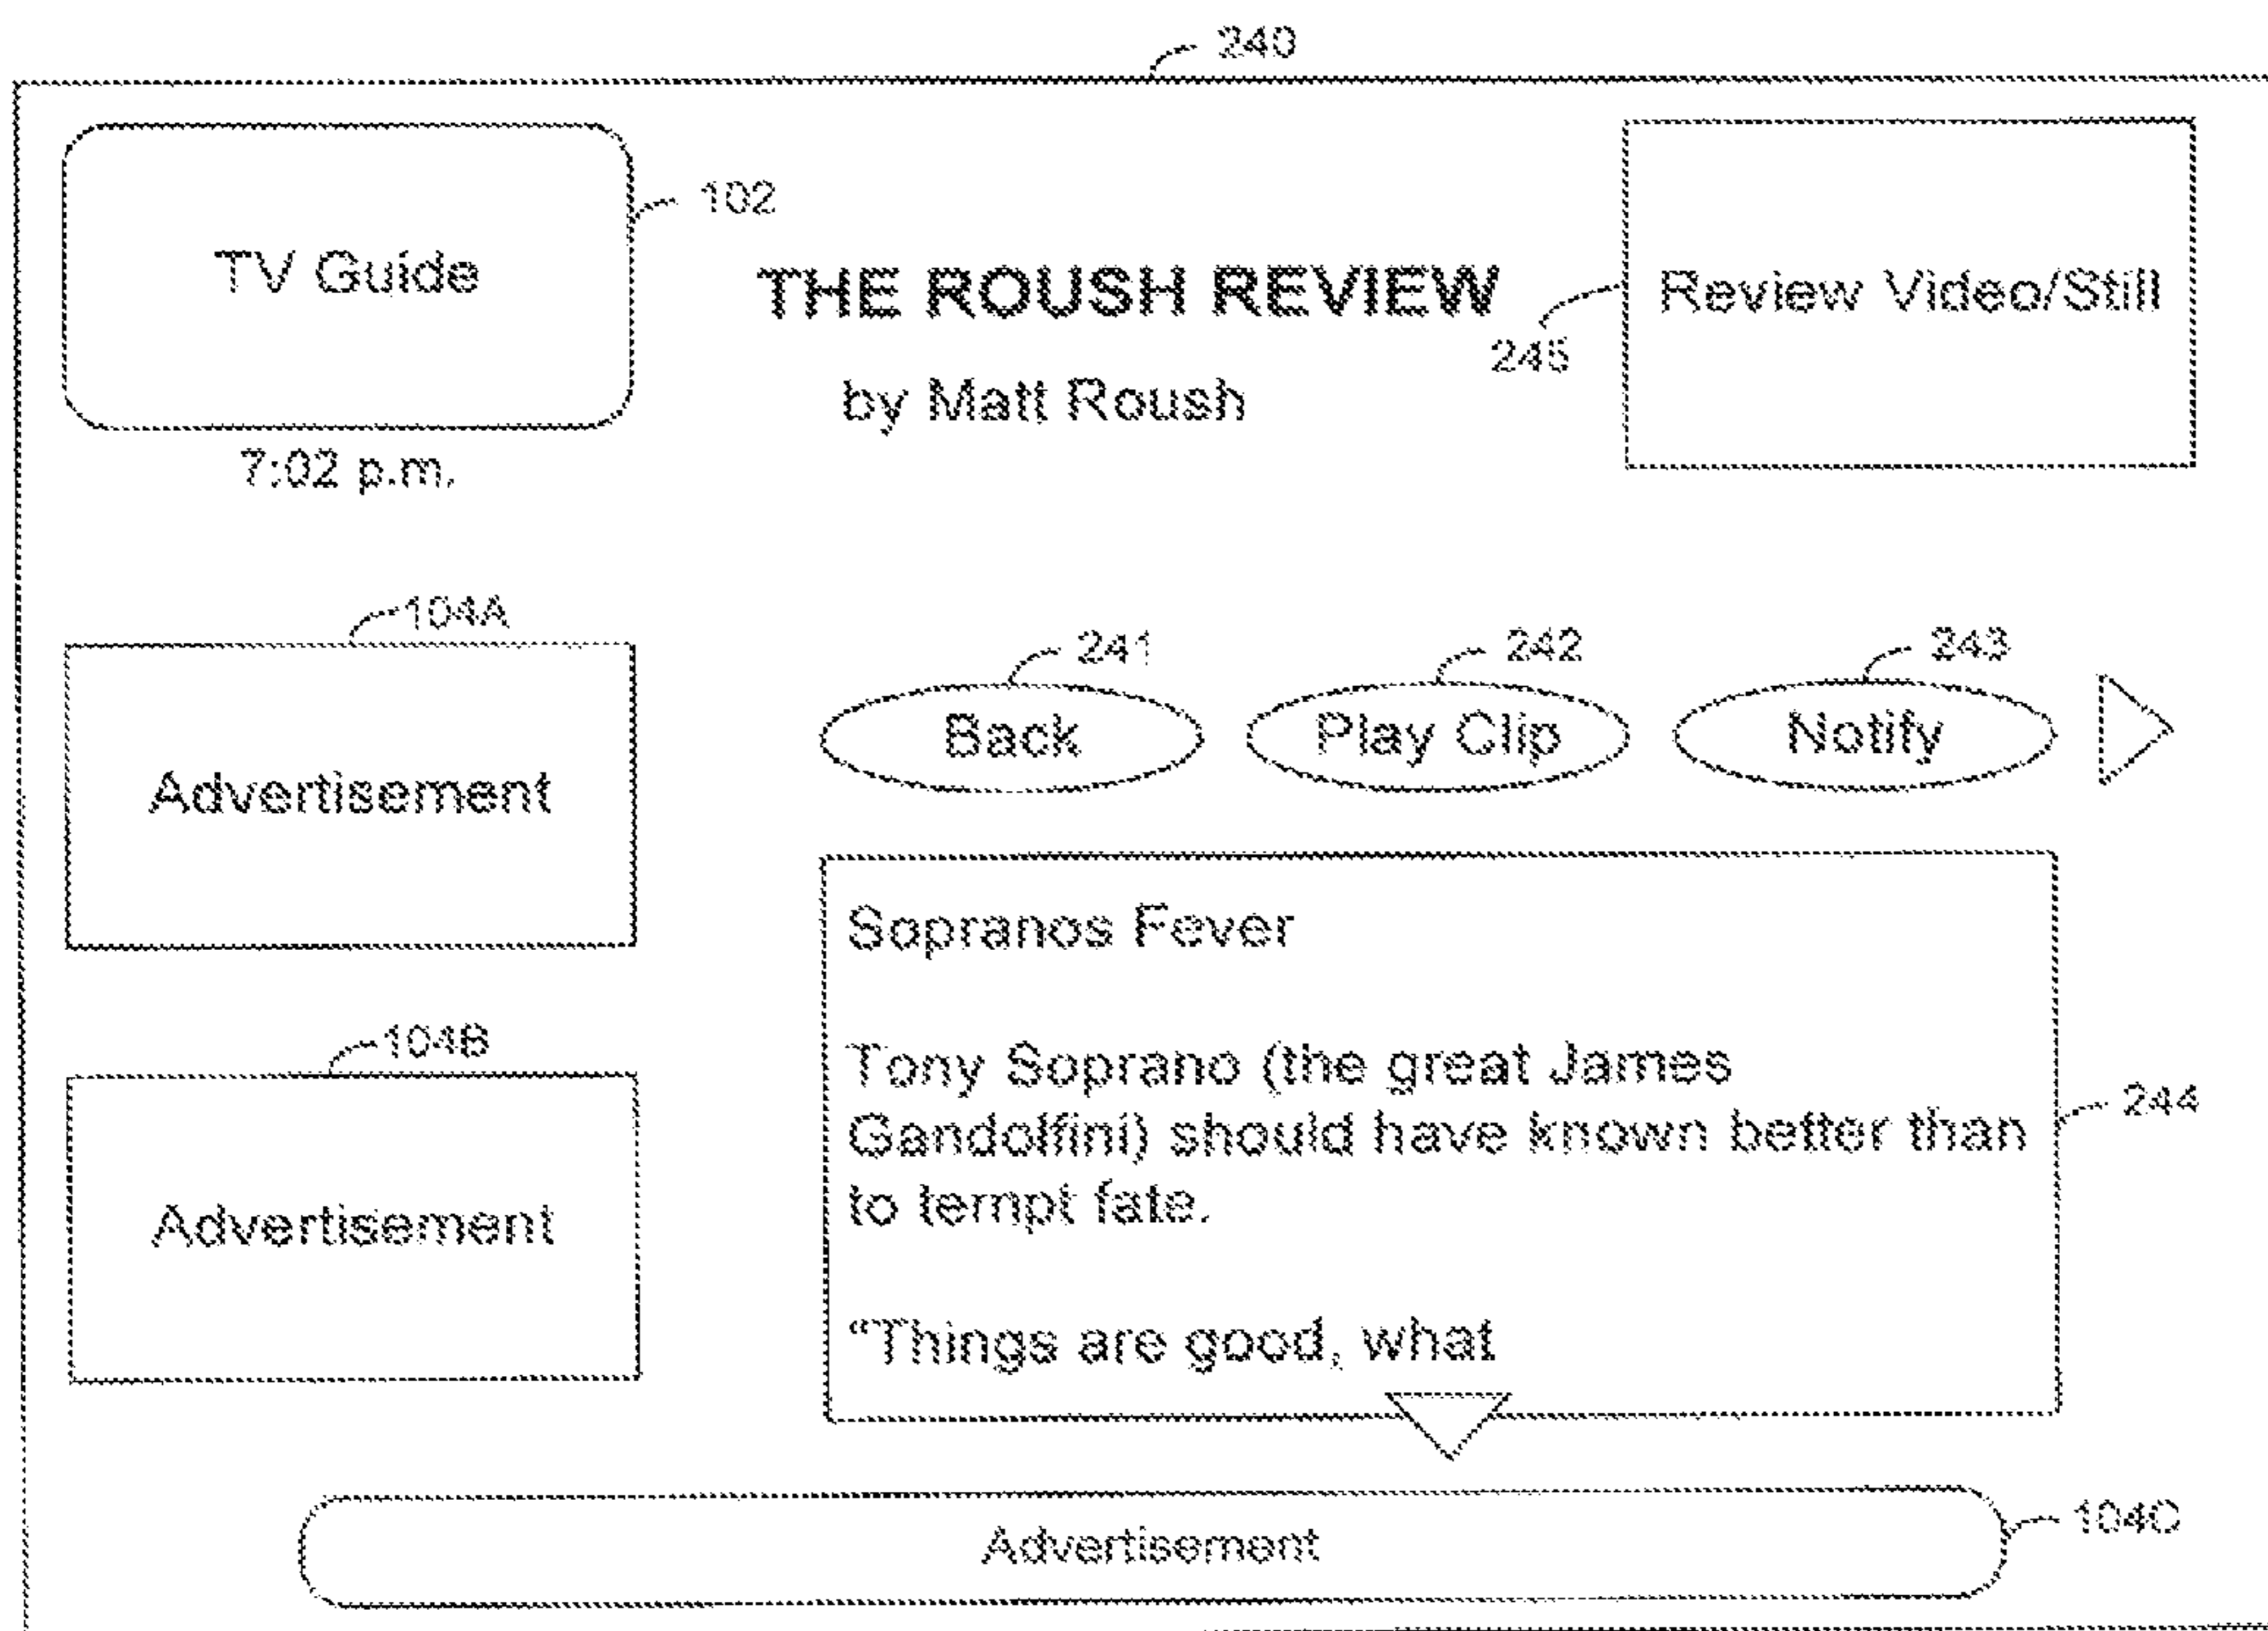 240
TV Guide
102
THE ROUSH REVIEW
by Matt Roush
245
Review Video/Still
7:02 p.m.
104A
Advertisement
241
Back
242
Play Clip
243
Notify
104B
Advertisement
Sopranos Fever
Tony Soprano (the great James
Gandolfini) should have known better than
to tempt fate.
"Things are good, what
244
Advertisement
104C